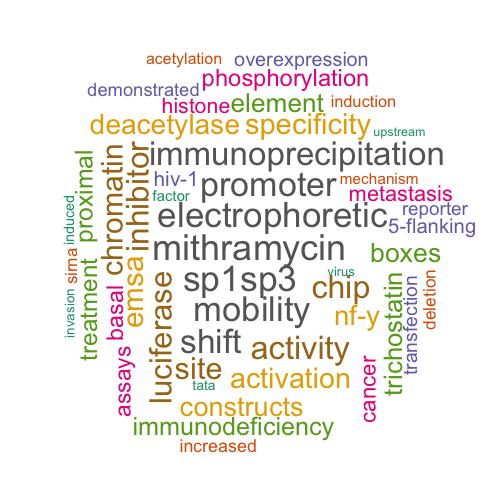 acetylation
overexpression
phosphorylation
demonstrated
histone
element
induction
deacetylase
specificity
upstream
immunoprecipitation
proximal
chromatin
inhibitor
hiv-1
factor
promoter
mechanism
metastasis
electrophoretic
reporter
5-flanking
induced
sirna
mithramycin
boxes
treatment
basal
emsa
sp1sp3
virus
chip
trichostatin
transfection
deletion
invasion
luciferase
mobility
nf-y
shift
activity
assays
site
tata
activation
cancer
constructs
immunodeficiency
increased